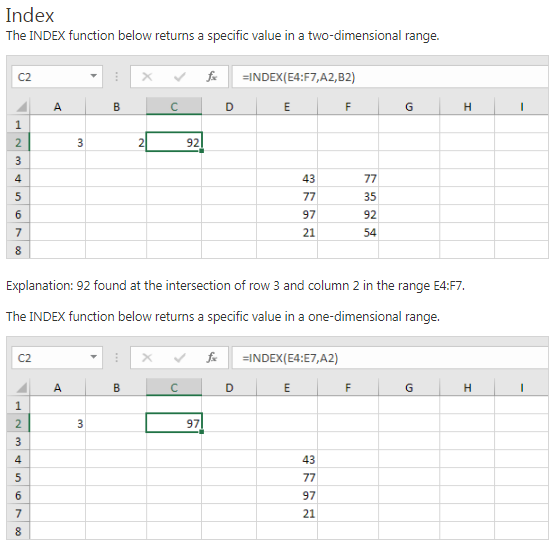 Index
The INDEX function below returns a specific value in a two-dimensional range.
C2 fx =INDEX(E4:F7,A2,B2)
A B C D E F G H I
1
2 3 2 92
3
4 43 77
5 77 35
6 97 92
7 21 54
8
Explanation: 92 found at the intersection of row 3 and column 2 in the range E4:F7.
The INDEX function below returns a specific value in a one-dimensional range.
C2 fx =INDEX(E4:E7,A2)
A B C D E F G H I
1
2 3 97
3
4 43
5 77
6 97
7 21
8